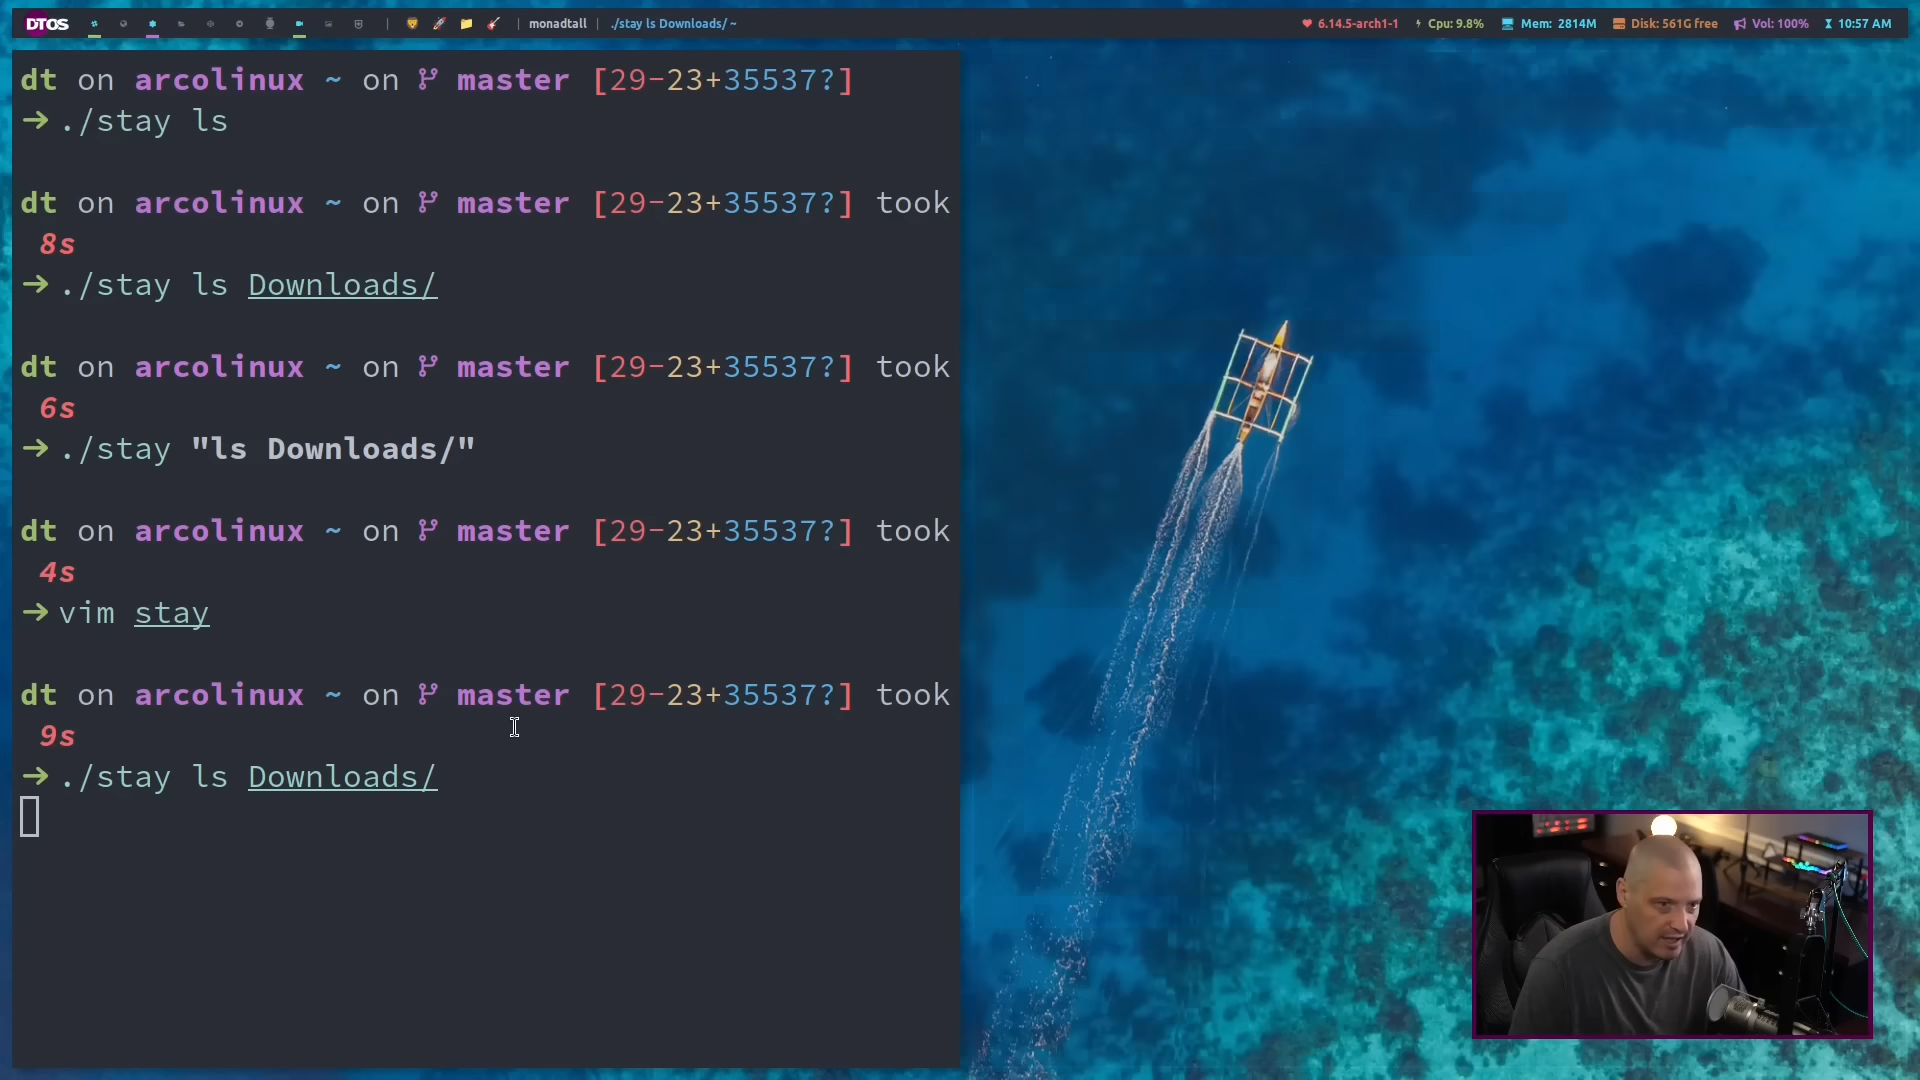 DTOS | monadtall | ./stay ls Downloads/ ~ 6.14.5-arch1-1 Cpu: 9.8% Mem: 2814M Disk: 561G free Vol: 100% 10:57 AM
dt on arcolinux ~ on master [29-23+35537?]
➜ ./stay ls
dt on arcolinux ~ on master [29-23+35537?] took
8s
➜ ./stay ls Downloads/
dt on arcolinux ~ on master [29-23+35537?] took
6s
➜ ./stay "ls Downloads/"
dt on arcolinux ~ on master [29-23+35537?] took
4s
➜ vim stay
dt on arcolinux ~ on master [29-23+35537?] took
9s
➜ ./stay ls Downloads/